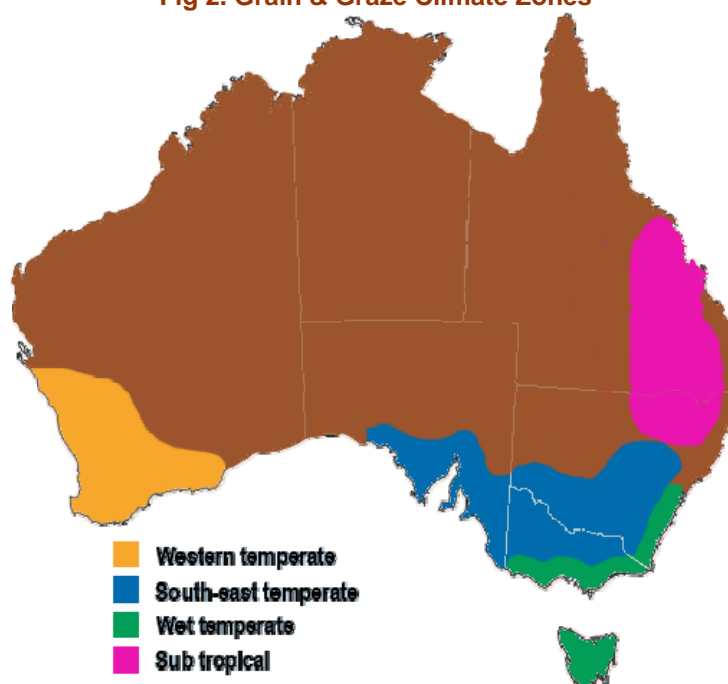 Fig 2. Grain & Graze Climate Zones
Western temperate
South-east temperate
Wet temperate
Sub tropical